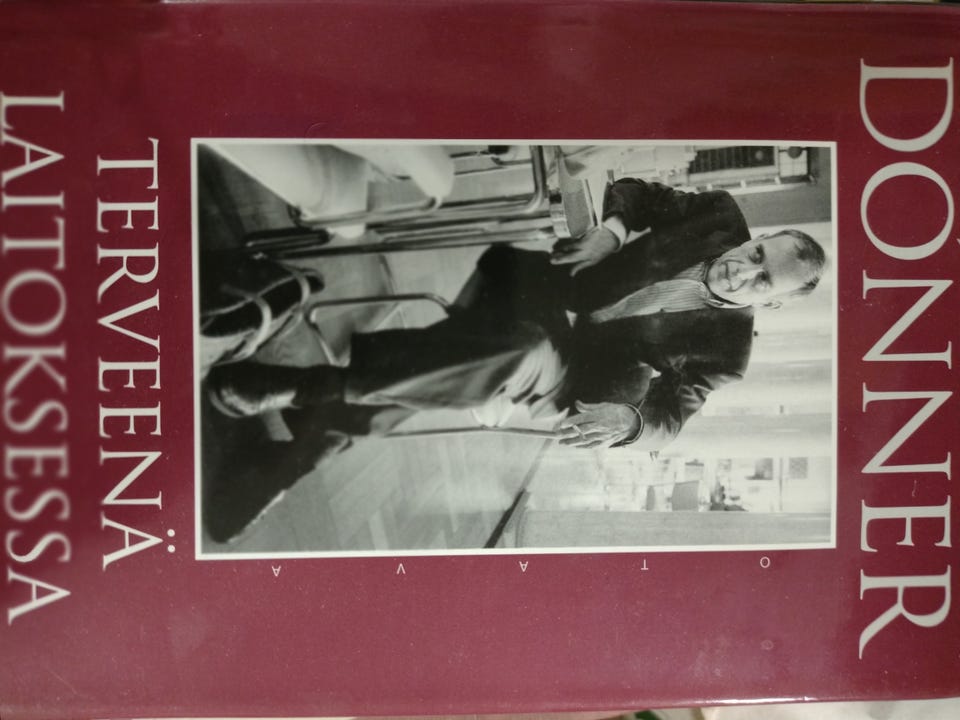 DONNER
OTAVA
TERVEENÄ
LAITOKSESSA